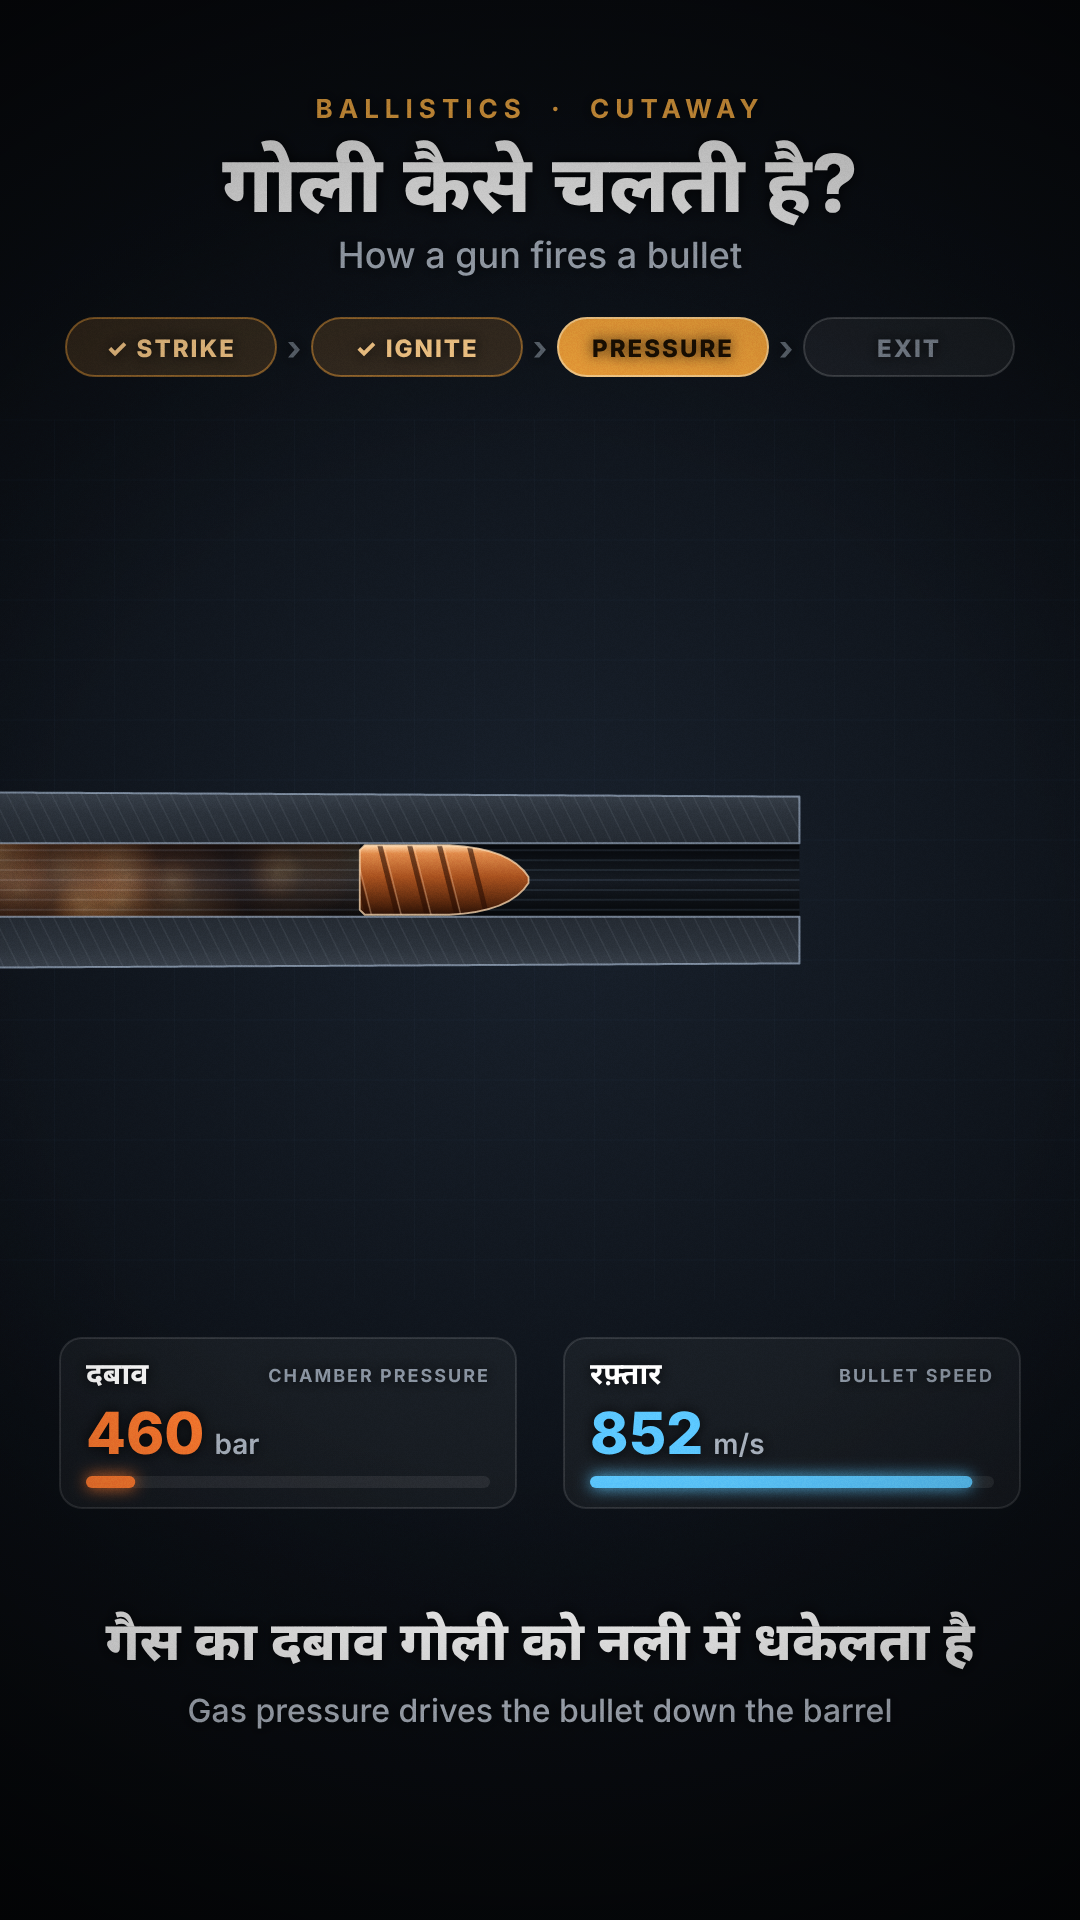 BALLISTICS · CUTAWAY
गोली कैसे चलती है?
How a gun fires a bullet
✓ STRIKE › ✓ IGNITE › PRESSURE › EXIT
दबाव CHAMBER PRESSURE
460 bar
रफ़्तार BULLET SPEED
852 m/s
गैस का दबाव गोली को नली में धकेलता है
Gas pressure drives the bullet down the barrel